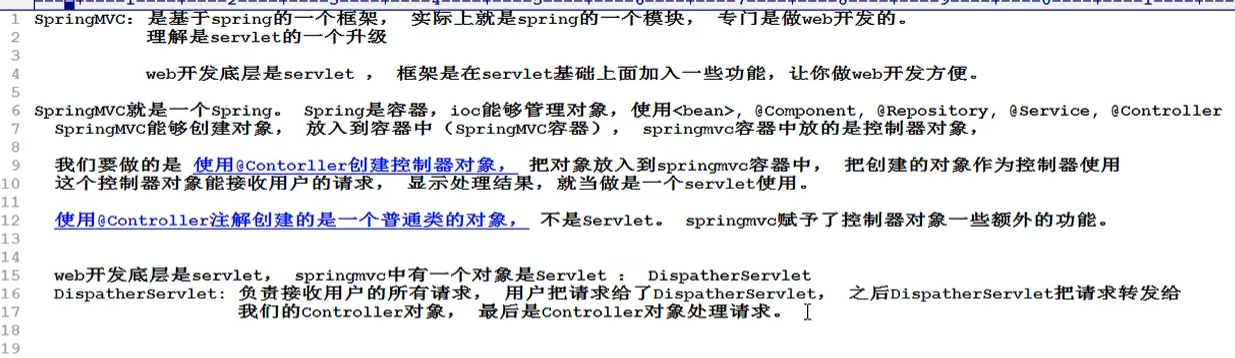 1 SpringMVC: 是基于spring的一个框架, 实际上就是spring的一个模块, 专门是做web开发的。
2 理解是servlet的一个升级
3
4 web开发底层是servlet , 框架是在servlet基础上面加入一些功能,让你做web开发方便。
5
6 SpringMVC就是一个Spring。 Spring是容器,ioc能够管理对象,使用<bean>, @Component, @Repository, @Service, @Controller
7 SpringMVC能够创建对象, 放入到容器中(SpringMVC容器), springmvc容器中放的是控制器对象,
8
9 我们要做的是 使用@Contorller创建控制器对象, 把对象放入到springmvc容器中, 把创建的对象作为控制器使用
10 这个控制器对象能接收用户的请求, 显示处理结果,就当做是一个servlet使用。
11
12 使用@Controller注解创建的是一个普通类的对象, 不是Servlet。 springmvc赋予了控制器对象一些额外的功能。
13
14
15 web开发底层是servlet, springmvc中有一个对象是Servlet : DispatherServlet
16 DispatherServlet: 负责接收用户的所有请求, 用户把请求给了DispatherServlet, 之后DispatherServlet把请求转发给
17 我们的Controller对象, 最后是Controller对象处理请求。
18
19